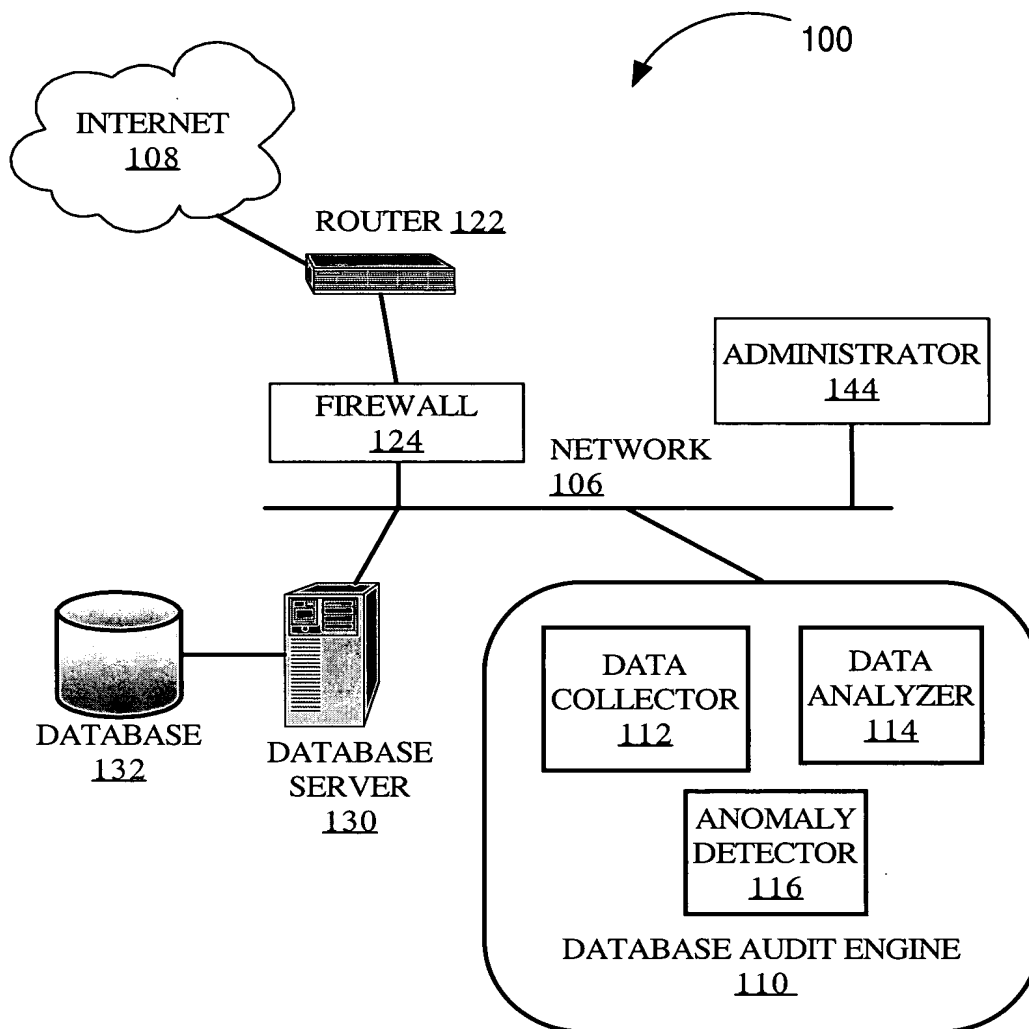 100
INTERNET
108
ROUTER 122
ADMINISTRATOR
144
FIREWALL
124
NETWORK
106
DATABASE
132
DATABASE
SERVER
130
DATA
COLLECTOR
112
DATA
ANALYZER
114
ANOMALY
DETECTOR
116
DATABASE AUDIT ENGINE
110